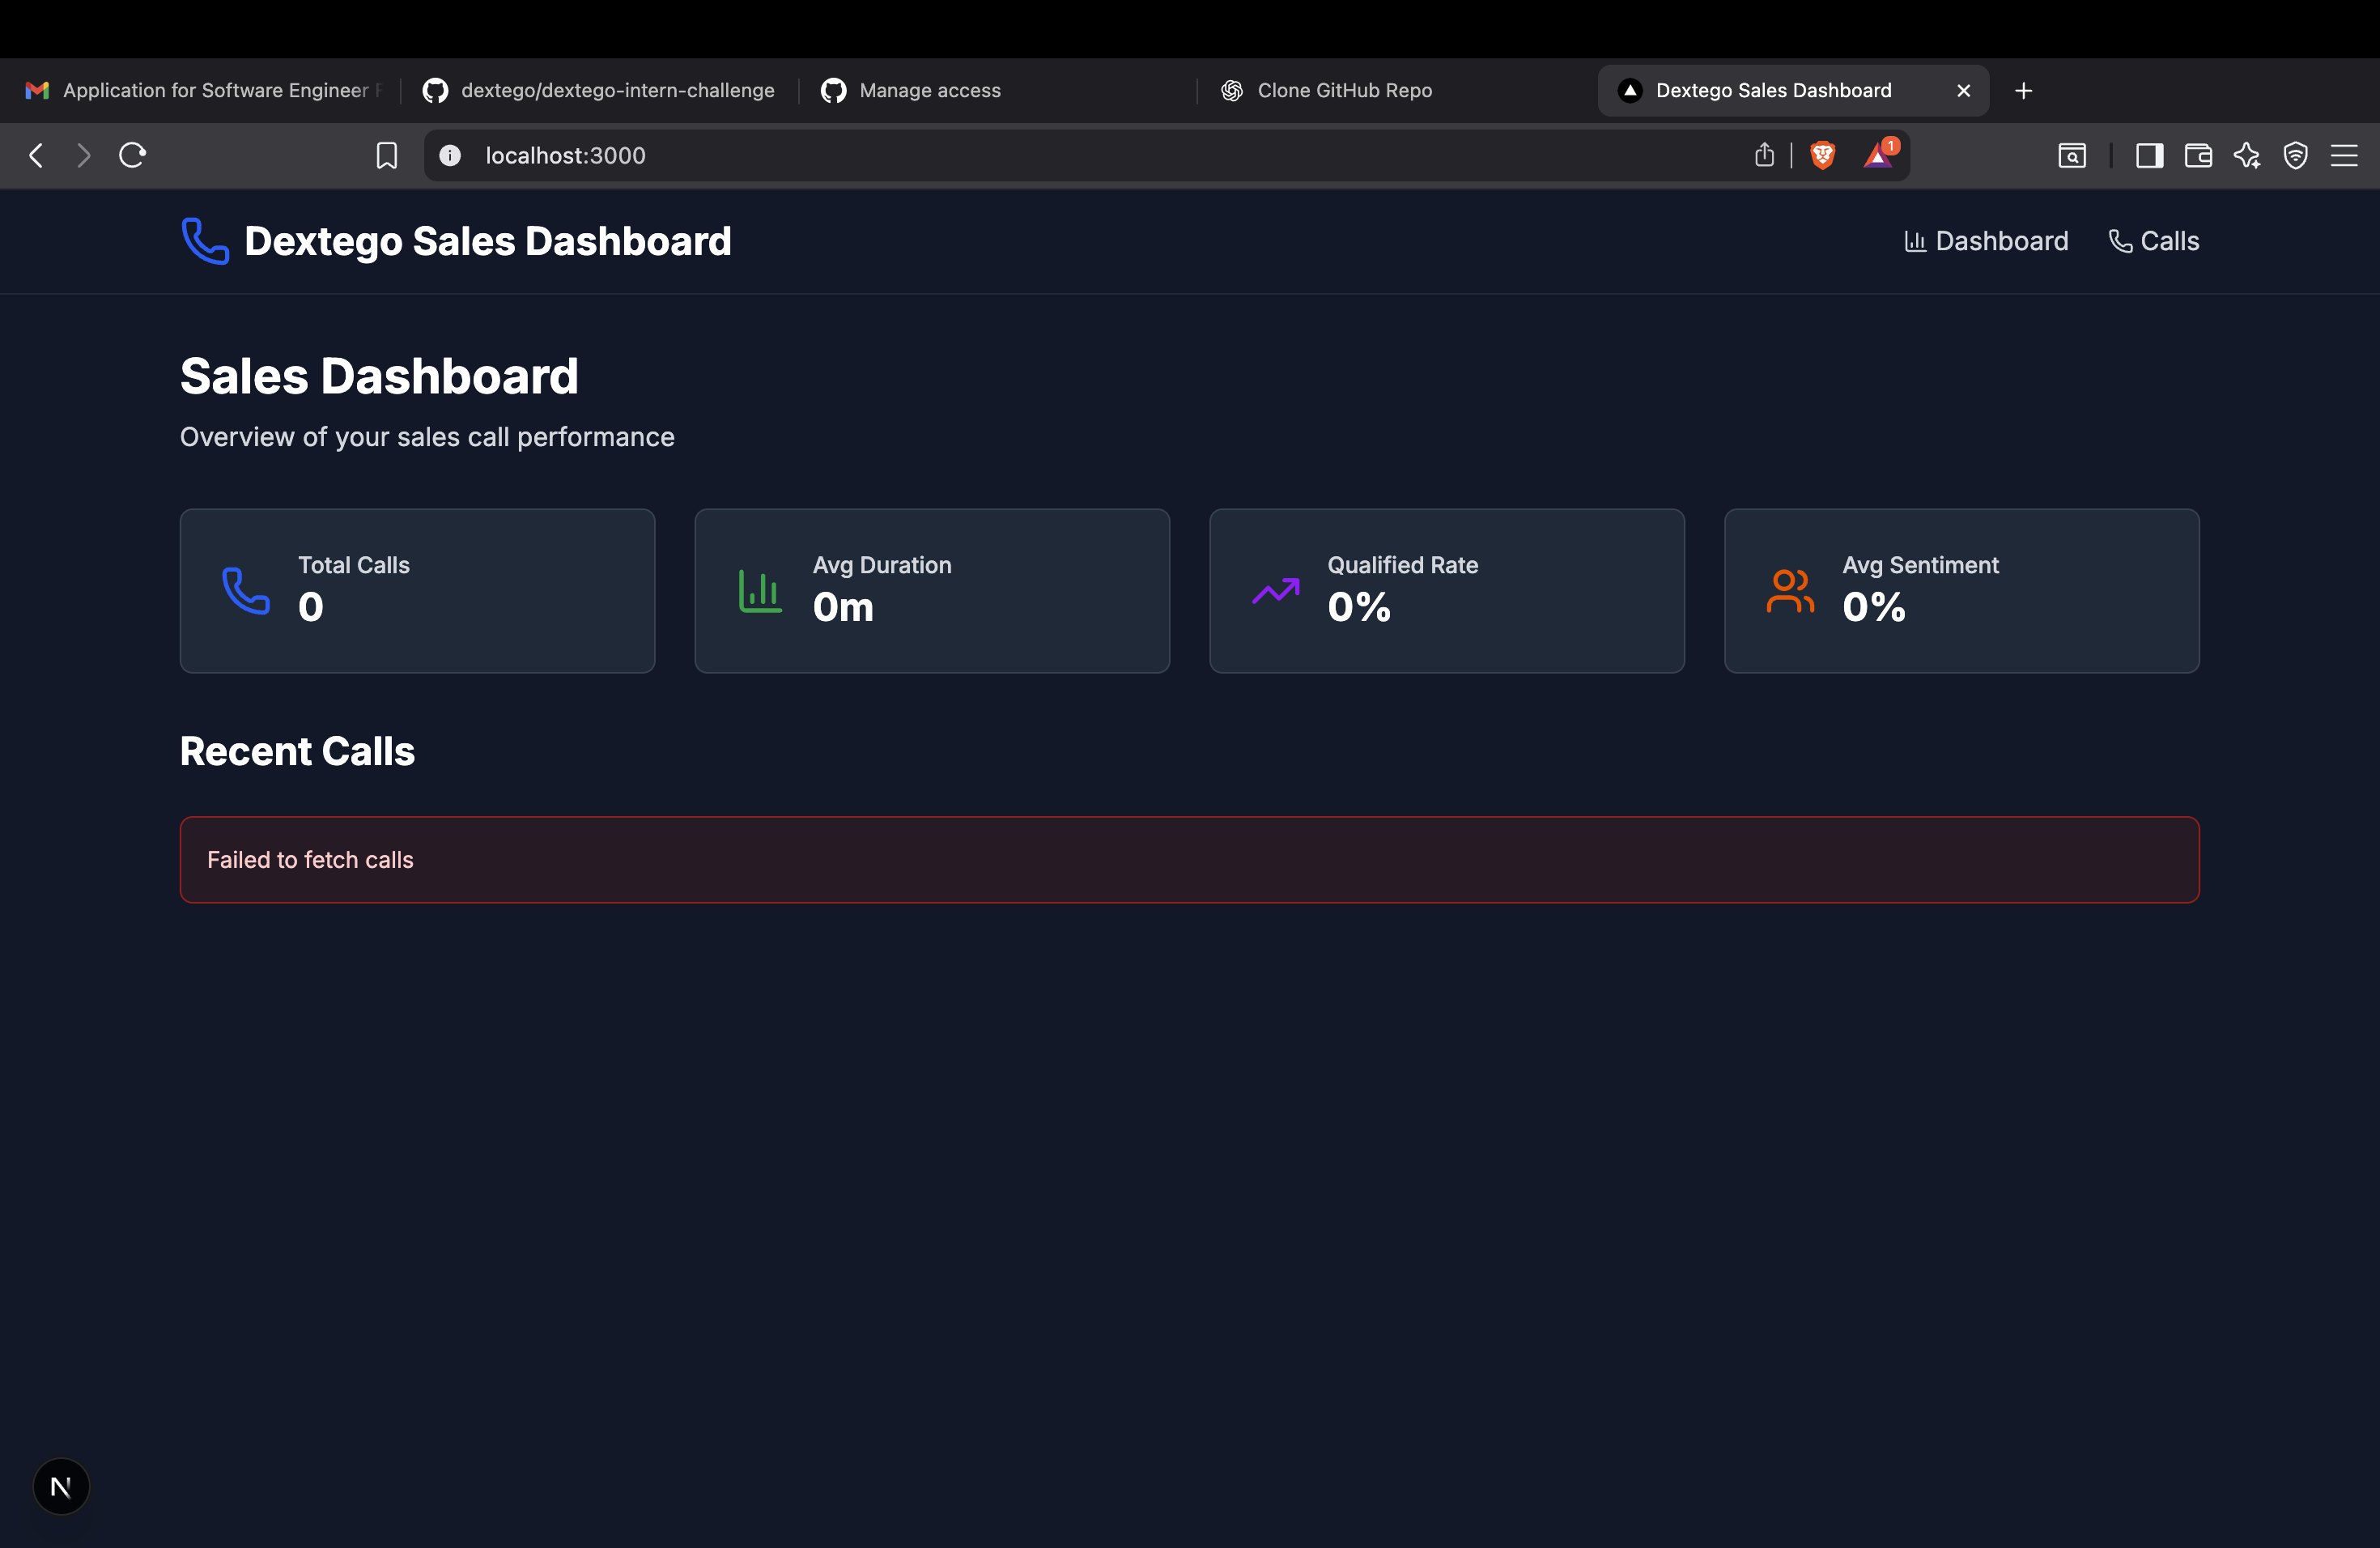 Application for Software Engineer
dextego/dextego-intern-challenge
Manage access
Clone GitHub Repo
Dextego Sales Dashboard
localhost:3000
1
Dextego Sales Dashboard
Dashboard
Calls
Sales Dashboard
Overview of your sales call performance
Total Calls
0
Avg Duration
0m
Qualified Rate
0%
Avg Sentiment
0%
Recent Calls
Failed to fetch calls
N